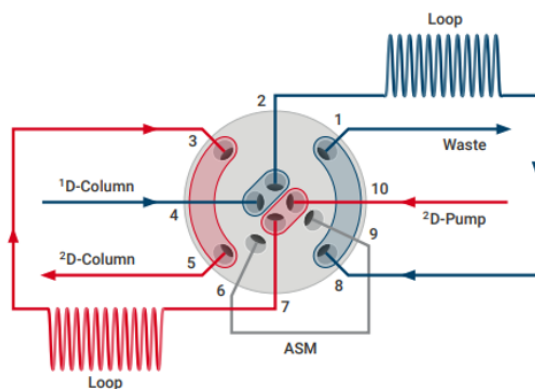 Loop
2
1
3
Waste
¹D-Column
10
4
²D-Pump
9
²D-Column
5
8
6
7
ASM
Loop